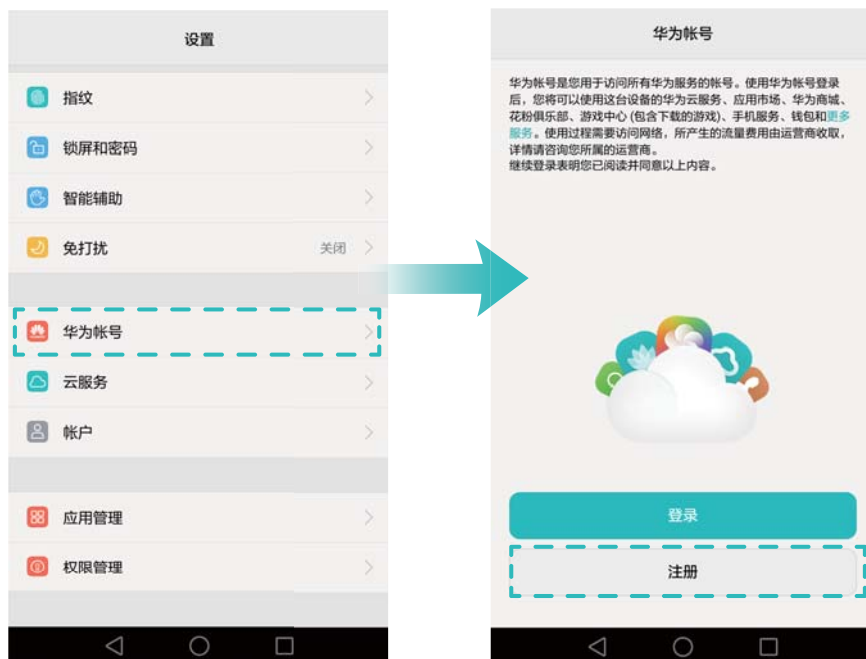 设置
指纹
锁屏和密码
智能辅助
免打扰 关闭
华为帐号
云服务
帐户
应用管理
权限管理
华为帐号
华为帐号是您用于访问所有华为服务的帐号。使用华为帐号登录
后，您将可以使用这台设备的华为云服务、应用市场、华为商城、
花粉俱乐部、游戏中心 (包含下载的游戏)、手机服务、钱包和更多
服务。使用过程需要访问网络，所产生的流量费用由运营商收取，
详情请咨询您所属的运营商。
继续登录表明您已阅读并同意以上内容。
登录
注册